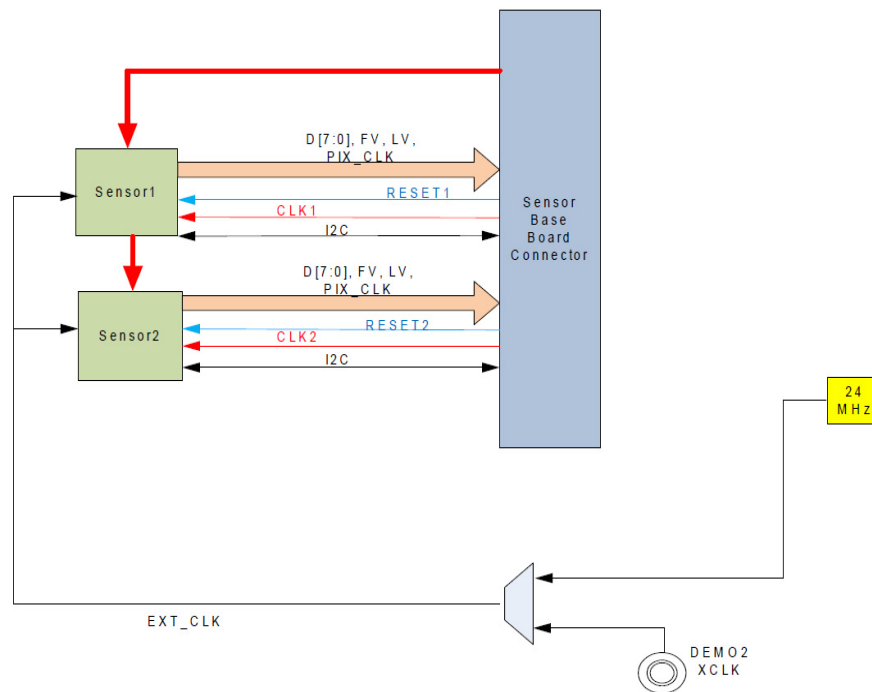 D[7:0], FV, LV,
PIX_CLK
Sensor1
RESET1
CLK1
I2C
Sensor
Base
Board
Connector
D[7:0], FV, LV,
PIX_CLK
Sensor2
RESET2
CLK2
I2C
24
MHz
EXT_CLK
DEMO2
XCLK